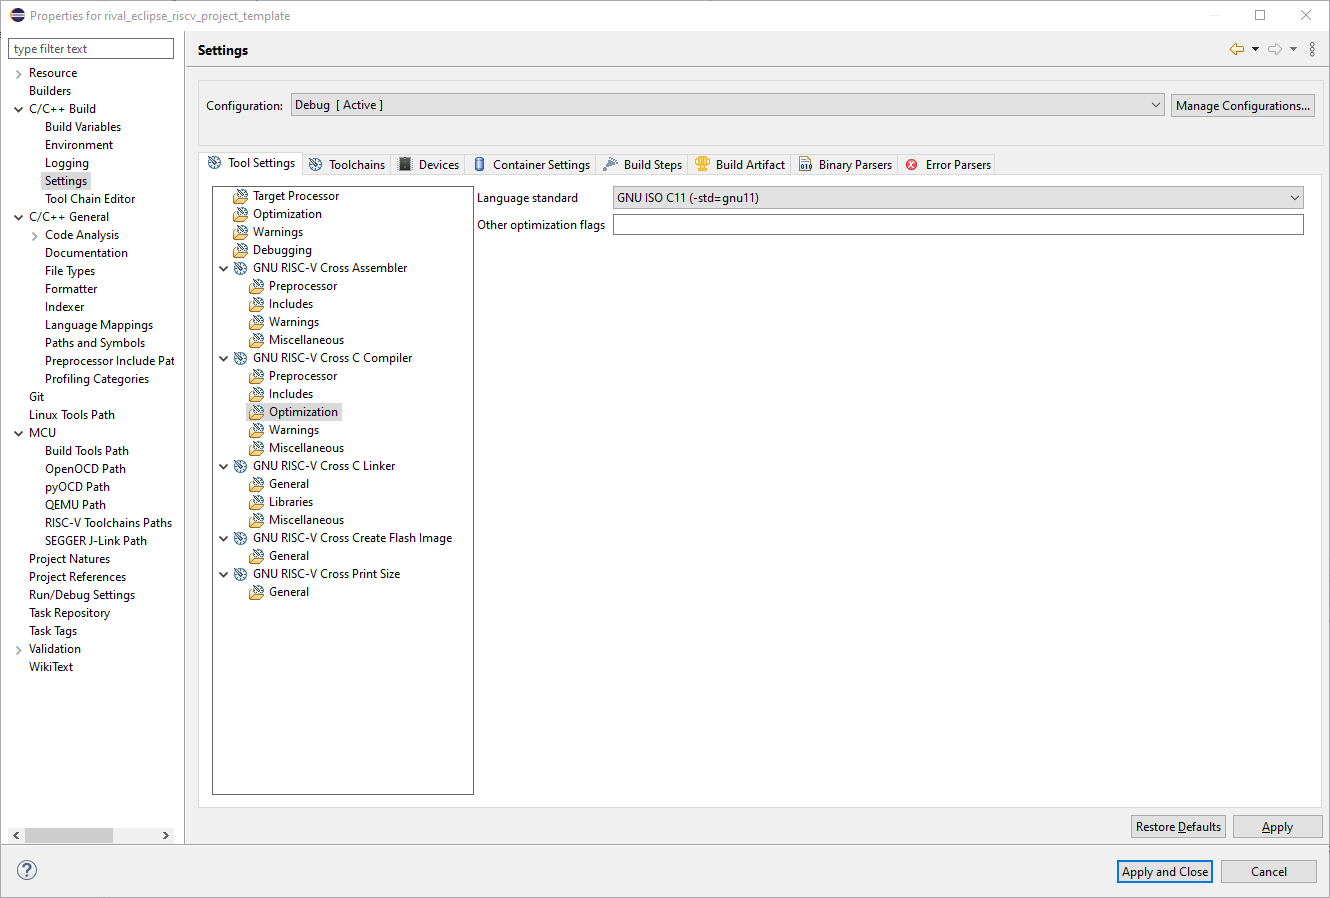 Properties for rival_eclipse_riscv_project_template
type filter text
Resource
Builders
C/C++ Build
Build Variables
Environment
Logging
Settings
Tool Chain Editor
C/C++ General
Code Analysis
Documentation
File Types
Formatter
Indexer
Language Mappings
Paths and Symbols
Preprocessor Include Pat
Profiling Categories
Git
Linux Tools Path
MCU
Build Tools Path
OpenOCD Path
pyOCD Path
QEMU Path
RISC-V Toolchains Paths
SEGGER J-Link Path
Project Natures
Project References
Run/Debug Settings
Task Repository
Task Tags
Validation
WikiText
Settings
Configuration: Debug [ Active ] Manage Configurations...
Tool Settings Toolchains Devices Container Settings Build Steps Build Artifact Binary Parsers Error Parsers
Target Processor
Optimization
Warnings
Debugging
GNU RISC-V Cross Assembler
Preprocessor
Includes
Warnings
Miscellaneous
GNU RISC-V Cross C Compiler
Preprocessor
Includes
Optimization
Warnings
Miscellaneous
GNU RISC-V Cross C Linker
General
Libraries
Miscellaneous
GNU RISC-V Cross Create Flash Image
General
GNU RISC-V Cross Print Size
General
Language standard GNU ISO C11 (-std=gnu11)
Other optimization flags
Restore Defaults Apply
? Apply and Close Cancel